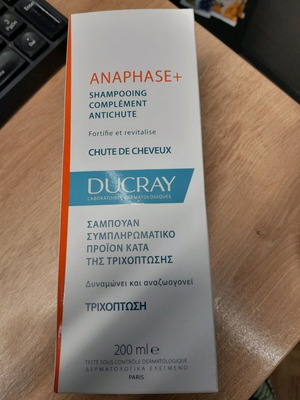 ANAPHASE+
SHAMPOOING
COMPLÉMENT
ANTICHUTE
Fortifie et revitalise
CHUTE DE CHEVEUX
DUCRAY
LABORATOIRES DERMATOLOGIQUES
ΣΑΜΠΟΥΑΝ
ΣΥΜΠΛΗΡΩΜΑΤΙΚΟ
ΠΡΟΪΟΝ ΚΑΤΑ
ΤΗΣ ΤΡΙΧΟΠΤΩΣΗΣ
Δυναμώνει και αναζωογονεί
ΤΡΙΧΟΠΤΩΣΗ
200 ml e
TESTÉ SOUS CONTRÔLE DERMATOLOGIQUE
ΔΕΡΜΑΤΟΛΟΓΙΚΑ ΕΛΕΓΜΕΝΟ
PARIS